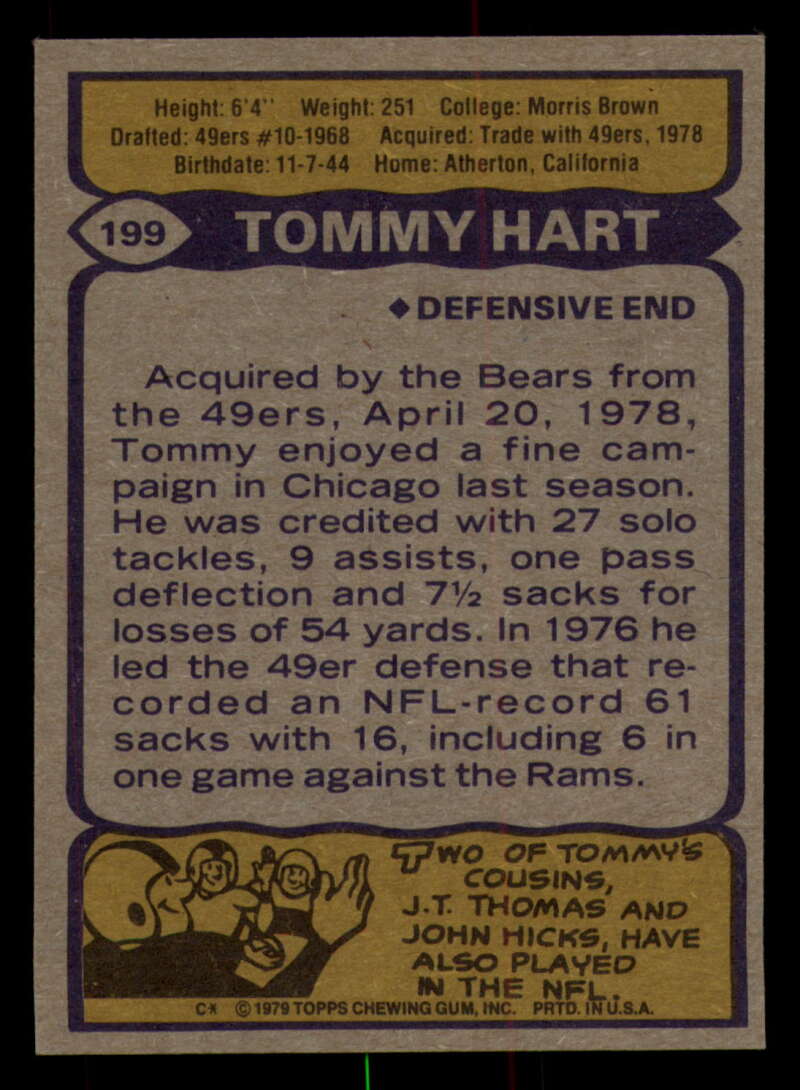 Height: 6'4'' Weight: 251 College: Morris Brown
Drafted: 49ers #10-1968 Acquired: Trade with 49ers, 1978
Birthdate: 11-7-44 Home: Atherton, California
199 TOMMY HART
◆DEFENSIVE END
Acquired by the Bears from
the 49ers, April 20, 1978,
Tommy enjoyed a fine cam-
paign in Chicago last season.
He was credited with 27 solo
tackles, 9 assists, one pass
deflection and 7½ sacks for
losses of 54 yards. In 1976 he
led the 49er defense that re-
corded an NFL-record 61
sacks with 16, including 6 in
one game against the Rams.
TWO OF TOMMY'S
COUSINS,
J.T. THOMAS AND
JOHN HICKS, HAVE
ALSO PLAYED
IN THE NFL.
C* © 1979 TOPPS CHEWING GUM, INC. PRTD. IN U.S.A.